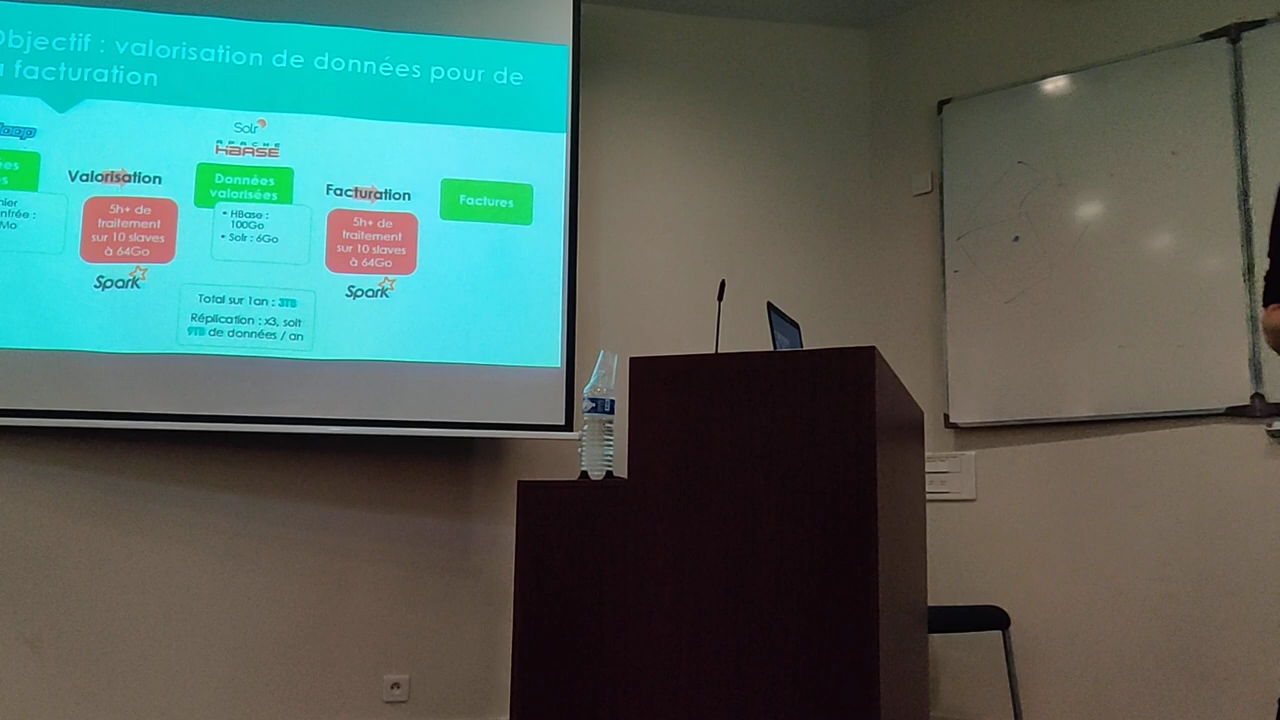 Objectif : valorisation de données pour de
facturation
Solr
APACHE
HBASE
Valorisation
5h+ de
traitement
sur 10 slaves
à 64Go
Spark
Données
valorisées
• HBase :
100Go
• Solr : 6Go
Facturation
5h+ de
traitement
sur 10 slaves
à 64Go
Spark
Factures
Total sur 1an : 3TB
Réplication : x3, soit
9TB de données / an